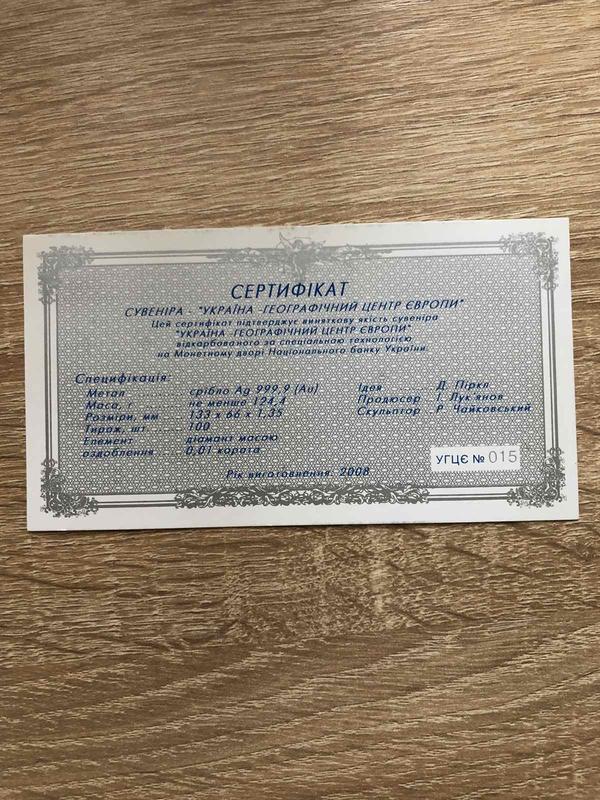 СЕРТИФІКАТ
СУВЕНІРА - "УКРАЇНА -ГЕОГРАФІЧНИЙ ЦЕНТР ЄВРОПИ"
Цей сертифікат підтверджує виняткову якість сувеніра
"УКРАЇНА -ГЕОГРАФІЧНИЙ ЦЕНТР ЄВРОПИ"
відкарбованого за спеціальною технологією
на Монетному дворі Національного банку України.
Специфікація:
Метал ..... срібло Ag 999,9 (Au)
Маса, г ..... не менше 124,4
Розміри, мм ..... 133 x 66 x 1.35
Тираж, шт ..... 100
Елемент діамант масою
оздоблення .... 0,01 карата
Ідея ..... Д. Піркл
Продюсер .. І. Лук'янов
Скульптор .. Р. Чайковський
УГЦЄ № 015
Рік виготовлення: 2008